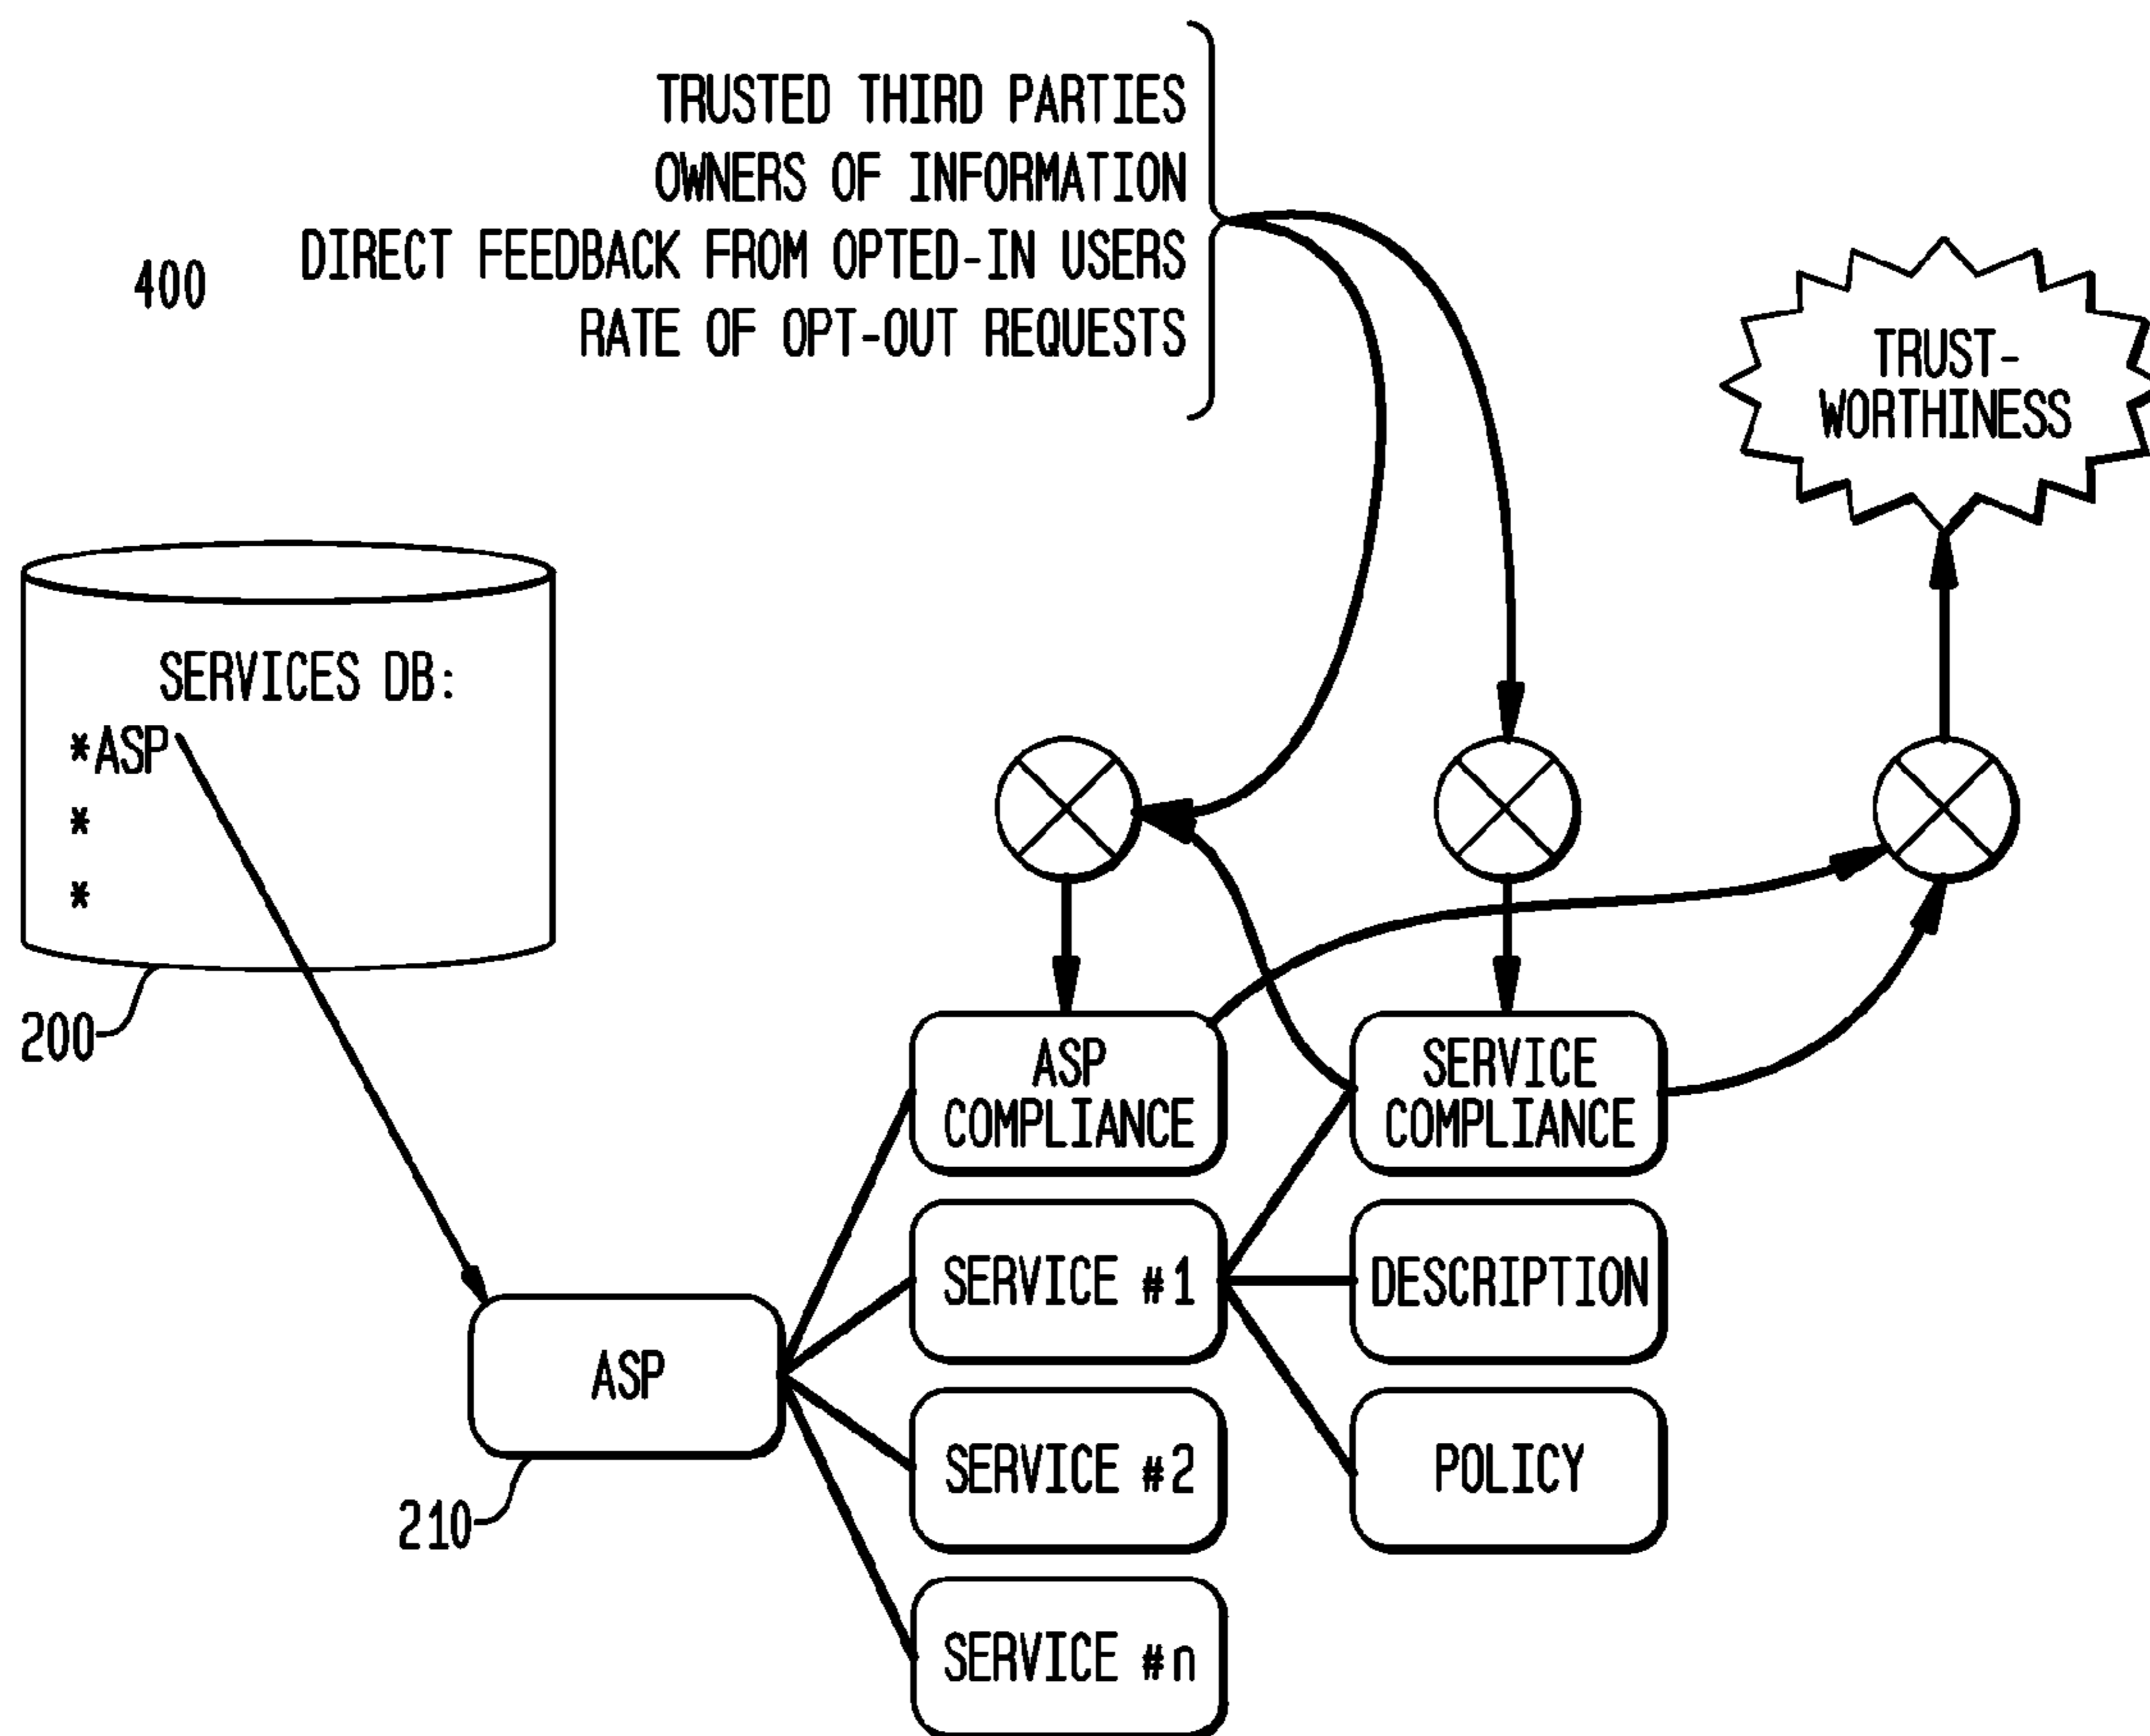 TRUSTED THIRD PARTIES
OWNERS OF INFORMATION
DIRECT FEEDBACK FROM OPTED-IN USERS
RATE OF OPT-OUT REQUESTS
400
TRUST-
WORTHINESS
SERVICES DB:
*ASP
*
*
200
ASP
COMPLIANCE
SERVICE
COMPLIANCE
SERVICE #1
DESCRIPTION
ASP
210
SERVICE #2
POLICY
SERVICE #n